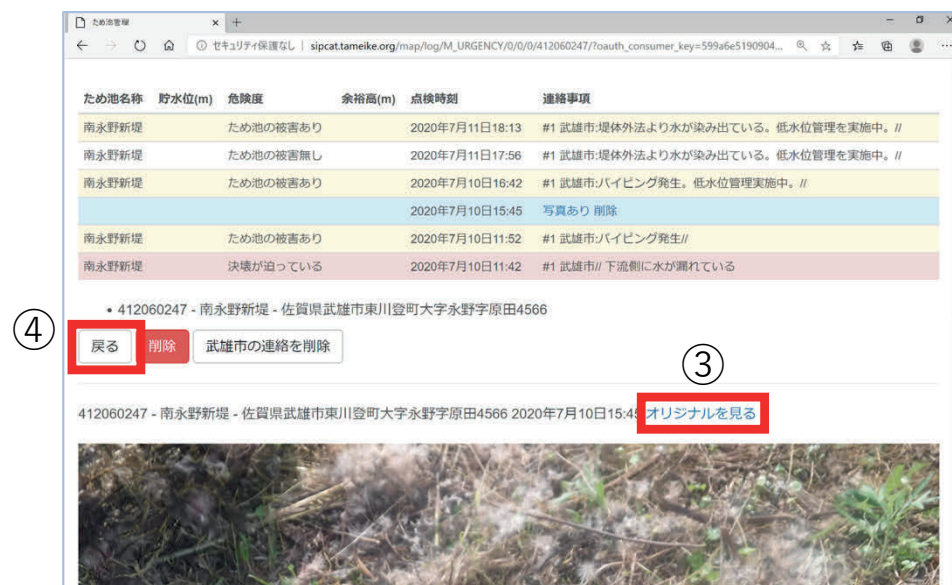 ため池管理
セキュリティ保護なし | sipcat.tameike.org/map/log/M_URGENCY/0/0/0/412060247/?oauth_consumer_key=599a6e5190904...
ため池名称 貯水位(m) 危険度 余裕高(m) 点検時刻 連絡事項
南永野新堤 ため池の被害あり 2020年7月11日18:13 #1 武雄市:堤体外法より水が染み出ている。低水位管理を実施中。//
南永野新堤 ため池の被害無し 2020年7月11日17:56 #1 武雄市:堤体外法より水が染み出ている。低水位管理を実施中。//
南永野新堤 ため池の被害あり 2020年7月10日16:42 #1 武雄市:パイピング発生。低水位管理実施中。//
2020年7月10日15:45 写真あり 削除
南永野新堤 ため池の被害あり 2020年7月10日11:52 #1 武雄市:パイピング発生//
南永野新堤 決壊が迫っている 2020年7月10日11:42 #1 武雄市// 下流側に水が漏れている
• 412060247 - 南永野新堤 - 佐賀県武雄市東川登町大字永野字原田4566
④ 戻る 削除 武雄市の連絡を削除
③
412060247 - 南永野新堤 - 佐賀県武雄市東川登町大字永野字原田4566 2020年7月10日15:45 オリジナルを見る